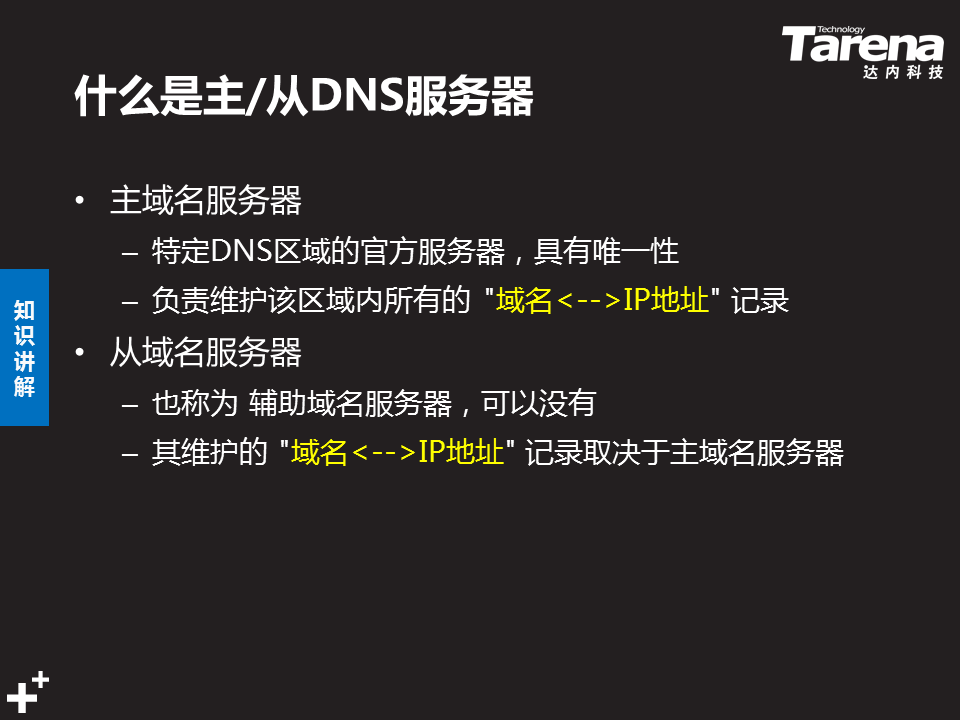 Technology
Tarena
达内科技
什么是主/从DNS服务器
• 主域名服务器
– 特定DNS区域的官方服务器，具有唯一性
– 负责维护该区域内所有的 "域名<-->IP地址" 记录
• 从域名服务器
– 也称为 辅助域名服务器，可以没有
– 其维护的 "域名<-->IP地址" 记录取决于主域名服务器
知
识
讲
解